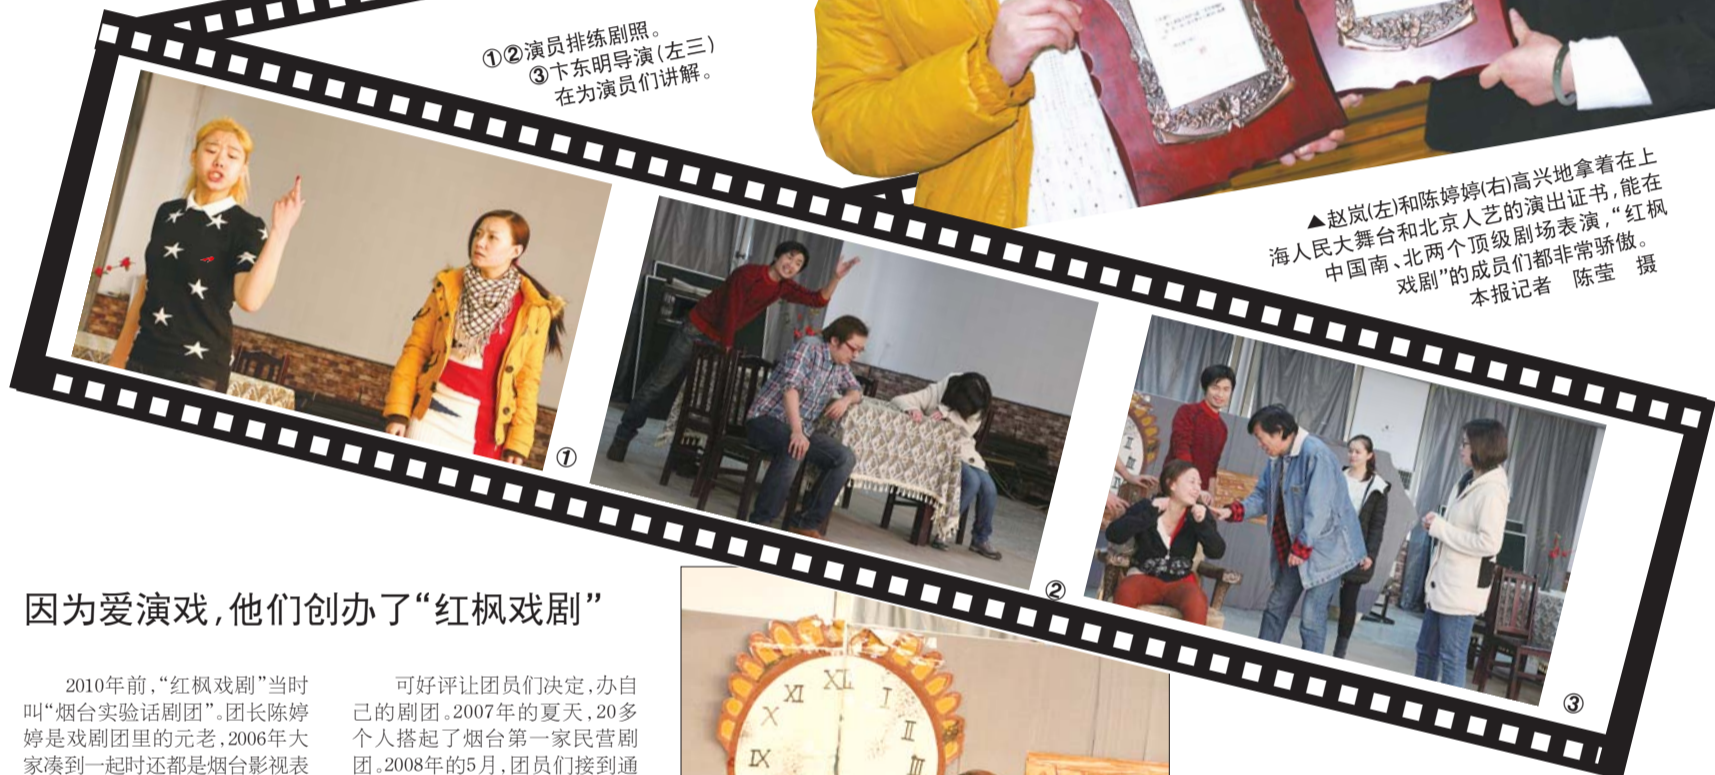 ①②演员排练剧照。
③卞东明导演(左三)
在为演员们讲解。
▲赵岚(左)和陈婷婷(右)高兴地拿着在上
海人民大舞台和北京人艺的演出证书,能在
中国南、北两个顶级剧场表演,“红枫
戏剧”的成员们都非常骄傲。
本报记者 陈莹 摄
①
②
③
因为爱演戏,他们创办了“红枫戏剧”
2010年前,“红枫戏剧”当时
叫“烟台实验话剧团”。团长陈婷
婷是戏剧团里的元老,2006年大
家凑到一起时还都是烟台影视表
可好评让团员们决定,办自
己的剧团。2007年的夏天,20多
个人搭起了烟台第一家民营剧
团。2008年的5月,团员们接到通
XI
I
X
II
IX
III